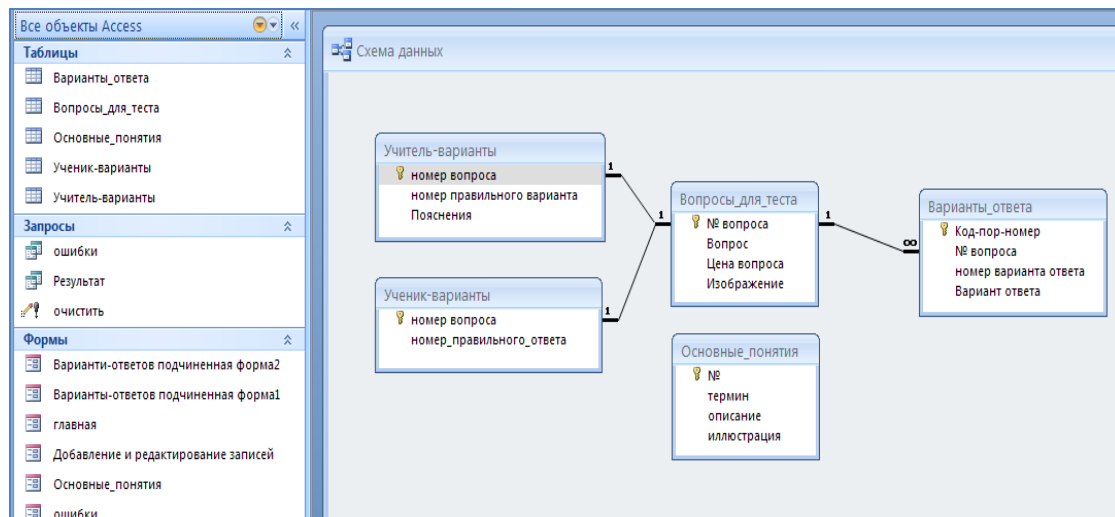 Все объекты Access
Таблицы
Варианты_ответа
Вопросы_для_теста
Основные_понятия
Ученик-варианты
Учитель-варианты
Запросы
ошибки
Результат
очистить
Формы
Варианти-ответов подчиненная форма2
Варианты-ответов подчиненная форма1
главная
Добавление и редактирование записей
Основные_понятия
ошибки
Схема данных
Учитель-варианты
номер вопроса
номер правильного варианта
Пояснения
1
Ученик-варианты
номер вопроса
номер_правильного_ответа
1
1
Вопросы_для_теста
№ вопроса
Вопрос
Цена вопроса
Изображение
1
∞
Варианты_ответа
Код-пор-номер
№ вопроса
номер варианта ответа
Вариант ответа
Основные_понятия
№
термин
описание
иллюстрация